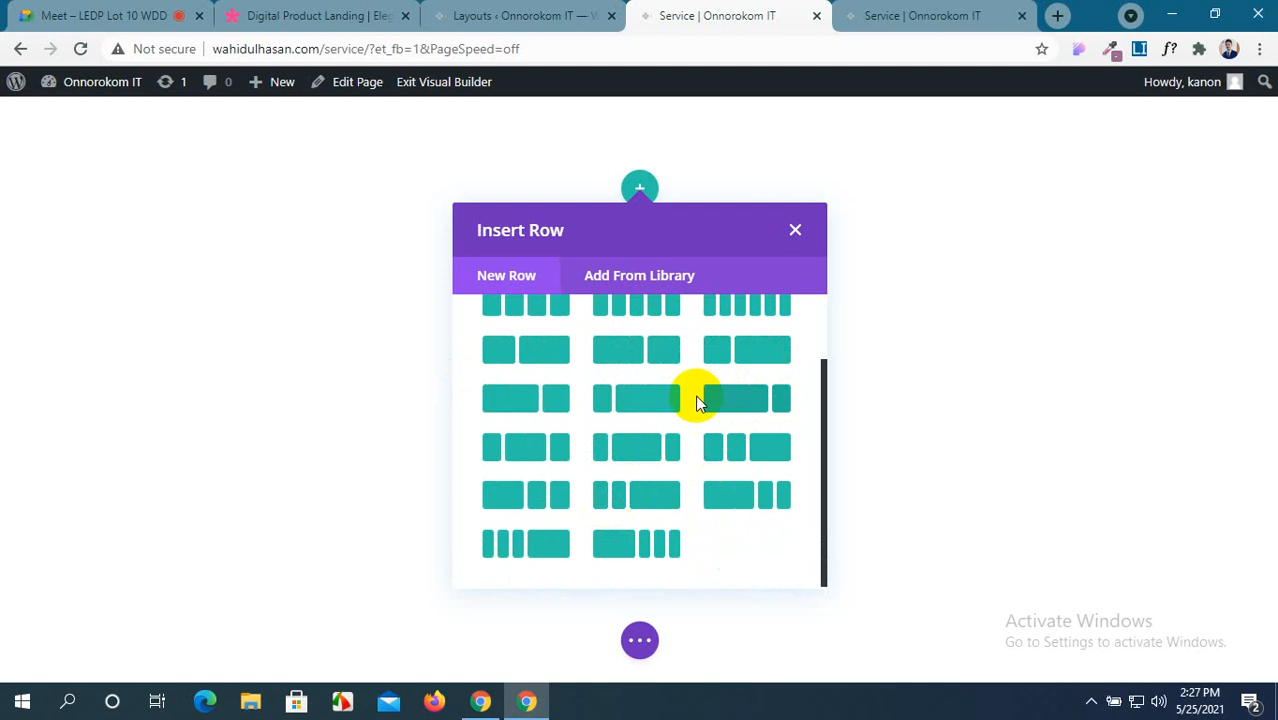 Meet – LEDP Lot 10 WDD
Digital Product Landing | Eleg
Layouts ‹ Onnorokom IT — W
Service | Onnorokom IT
Service | Onnorokom IT
Not secure
wahidulhasan.com/service/?et_fb=1&PageSpeed=off
Onnorokom IT
1
0
New
Edit Page
Exit Visual Builder
Howdy, kanon
Insert Row
New Row
Add From Library
Activate Windows
Go to Settings to activate Windows.
2:27 PM
5/25/2021
2